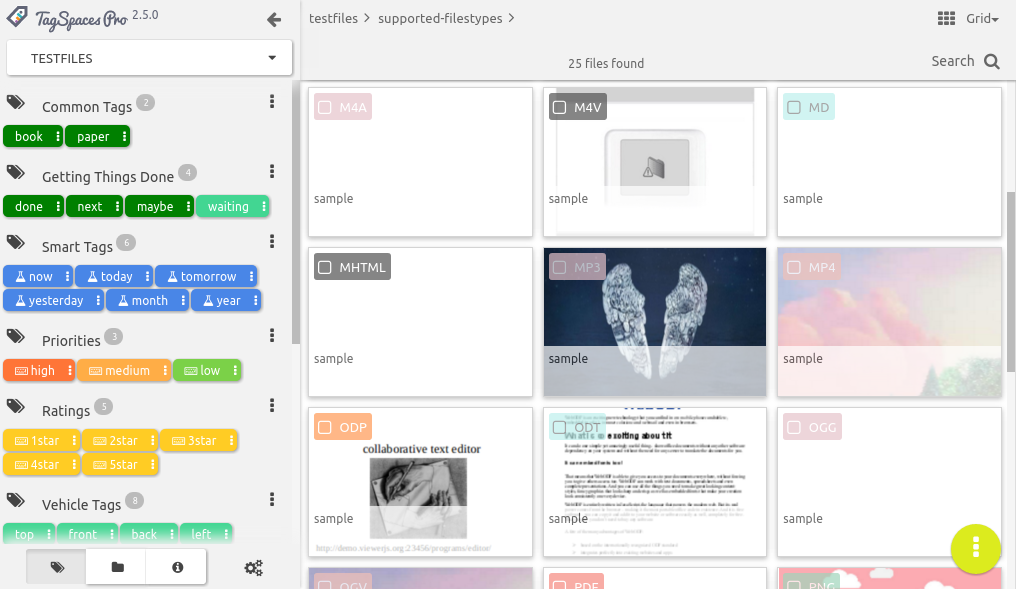 TagSpaces Pro 2.5.0
TESTFILES
Common Tags 2
book paper
Getting Things Done 4
done next maybe waiting
Smart Tags 6
now today tomorrow
yesterday month year
Priorities 3
high medium low
Ratings 5
1star 2star 3star
4star 5star
Vehicle Tags 8
top front back left
testfiles supported-filestypes
Grid
25 files found
Search
M4A
sample
M4V
sample
MD
sample
MHTML
sample
MP3
sample
MP4
sample
ODP
collaborative text editor
sample
http://demo.viewerjs.org:23456/programs/editor/
ODT
What is so exciting about tit
sample
OGG
sample
OGV
PDF
PNG